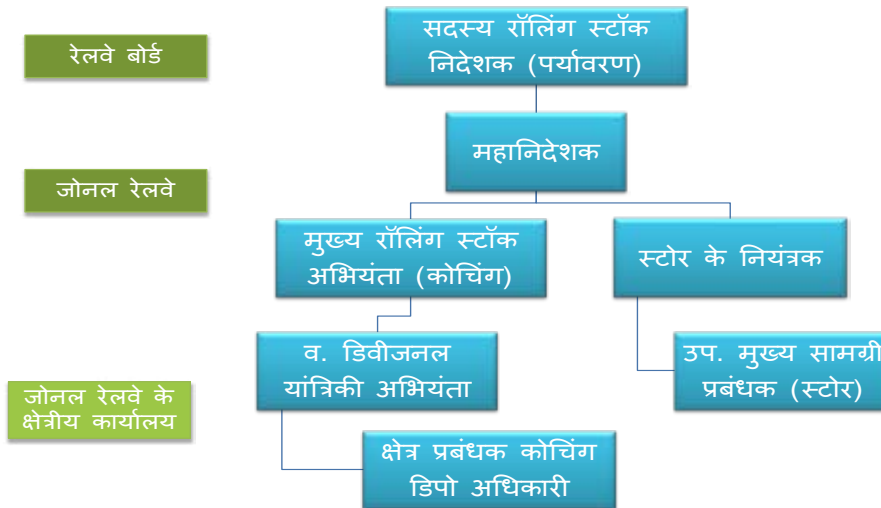 सदस्य रॉलिंग स्टॉक
निदेशक (पर्यावरण)
रेलवे बोर्ड
महानिदेशक
जोनल रेलवे
मुख्य रॉलिंग स्टॉक
अभियंता (कोचिंग)
स्टोर के नियंत्रक
व. डिवीजनल
यांत्रिकी अभियंता
उप. मुख्य सामग्री
प्रबंधक (स्टोर)
जोनल रेलवे के
क्षेत्रीय कार्यालय
क्षेत्र प्रबंधक कोचिंग
डिपो अधिकारी